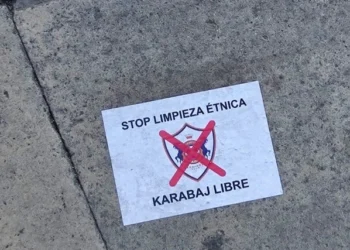 STOP LIMPIEZA ÉTNICA
KARABAJ LIBRE